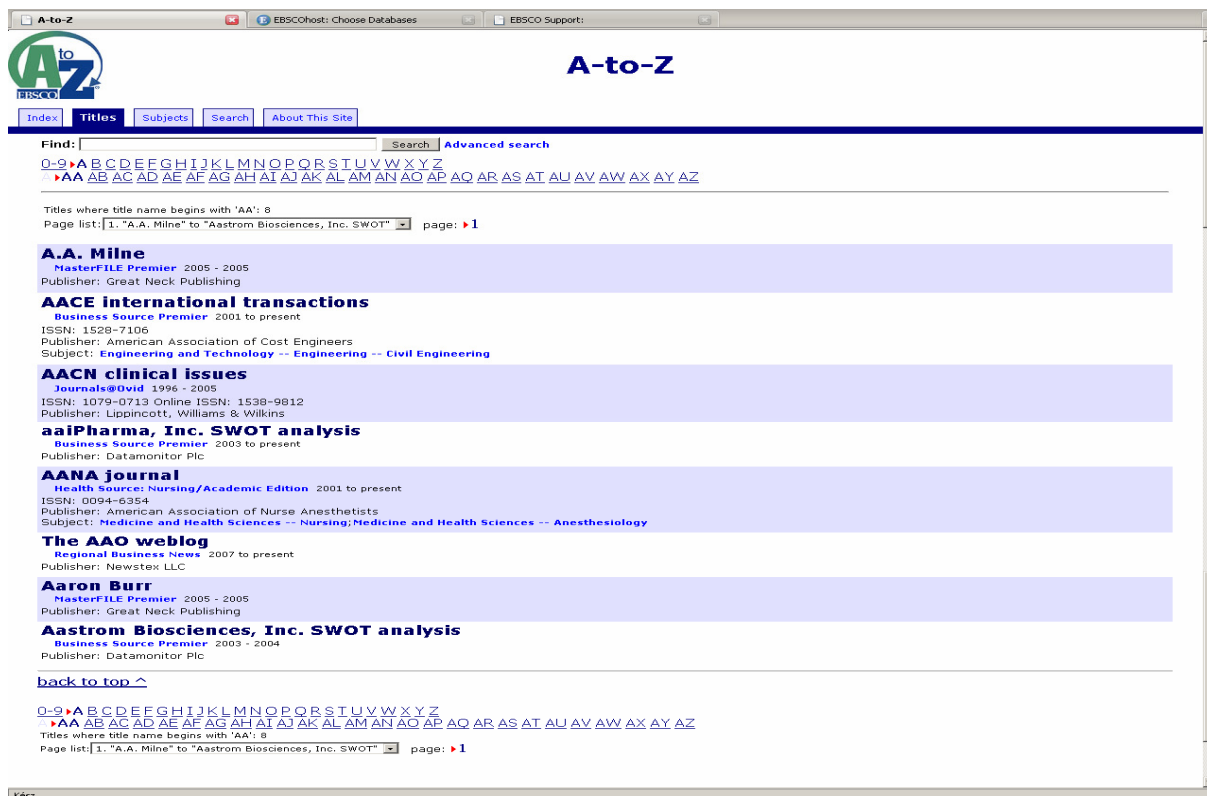 A-to-Z EBSCOhost: Choose Databases EBSCO Support:
A to Z
EBSCO
A-to-Z
Index Titles Subjects Search About This Site
Find: Search Advanced search
0-9 A B C D E F G H I J K L M N O P Q R S T U V W X Y Z
A AA AB AC AD AE AF AG AH AI AJ AK AL AM AN AO AP AQ AR AS AT AU AV AW AX AY AZ
Titles where title name begins with 'AA': 8
Page list: 1. "A.A. Milne" to "Aastrom Biosciences, Inc. SWOT" page: 1
A.A. Milne
MasterFILE Premier 2005 - 2005
Publisher: Great Neck Publishing
AACE international transactions
Business Source Premier 2001 to present
ISSN: 1528-7106
Publisher: American Association of Cost Engineers
Subject: Engineering and Technology -- Engineering -- Civil Engineering
AACN clinical issues
Journals@Ovid 1996 - 2005
ISSN: 1079-0713 Online ISSN: 1538-9812
Publisher: Lippincott, Williams & Wilkins
aaiPharma, Inc. SWOT analysis
Business Source Premier 2003 to present
Publisher: Datamonitor Plc
AANA journal
Health Source: Nursing/Academic Edition 2001 to present
ISSN: 0094-6354
Publisher: American Association of Nurse Anesthetists
Subject: Medicine and Health Sciences -- Nursing;Medicine and Health Sciences -- Anesthesiology
The AAO weblog
Regional Business News 2007 to present
Publisher: Newstex LLC
Aaron Burr
MasterFILE Premier 2005 - 2005
Publisher: Great Neck Publishing
Aastrom Biosciences, Inc. SWOT analysis
Business Source Premier 2003 - 2004
Publisher: Datamonitor Plc
back to top ^
0-9 A B C D E F G H I J K L M N O P Q R S T U V W X Y Z
A AA AB AC AD AE AF AG AH AI AJ AK AL AM AN AO AP AQ AR AS AT AU AV AW AX AY AZ
Titles where title name begins with 'AA': 8
Page list: 1. "A.A. Milne" to "Aastrom Biosciences, Inc. SWOT" page: 1
Kész